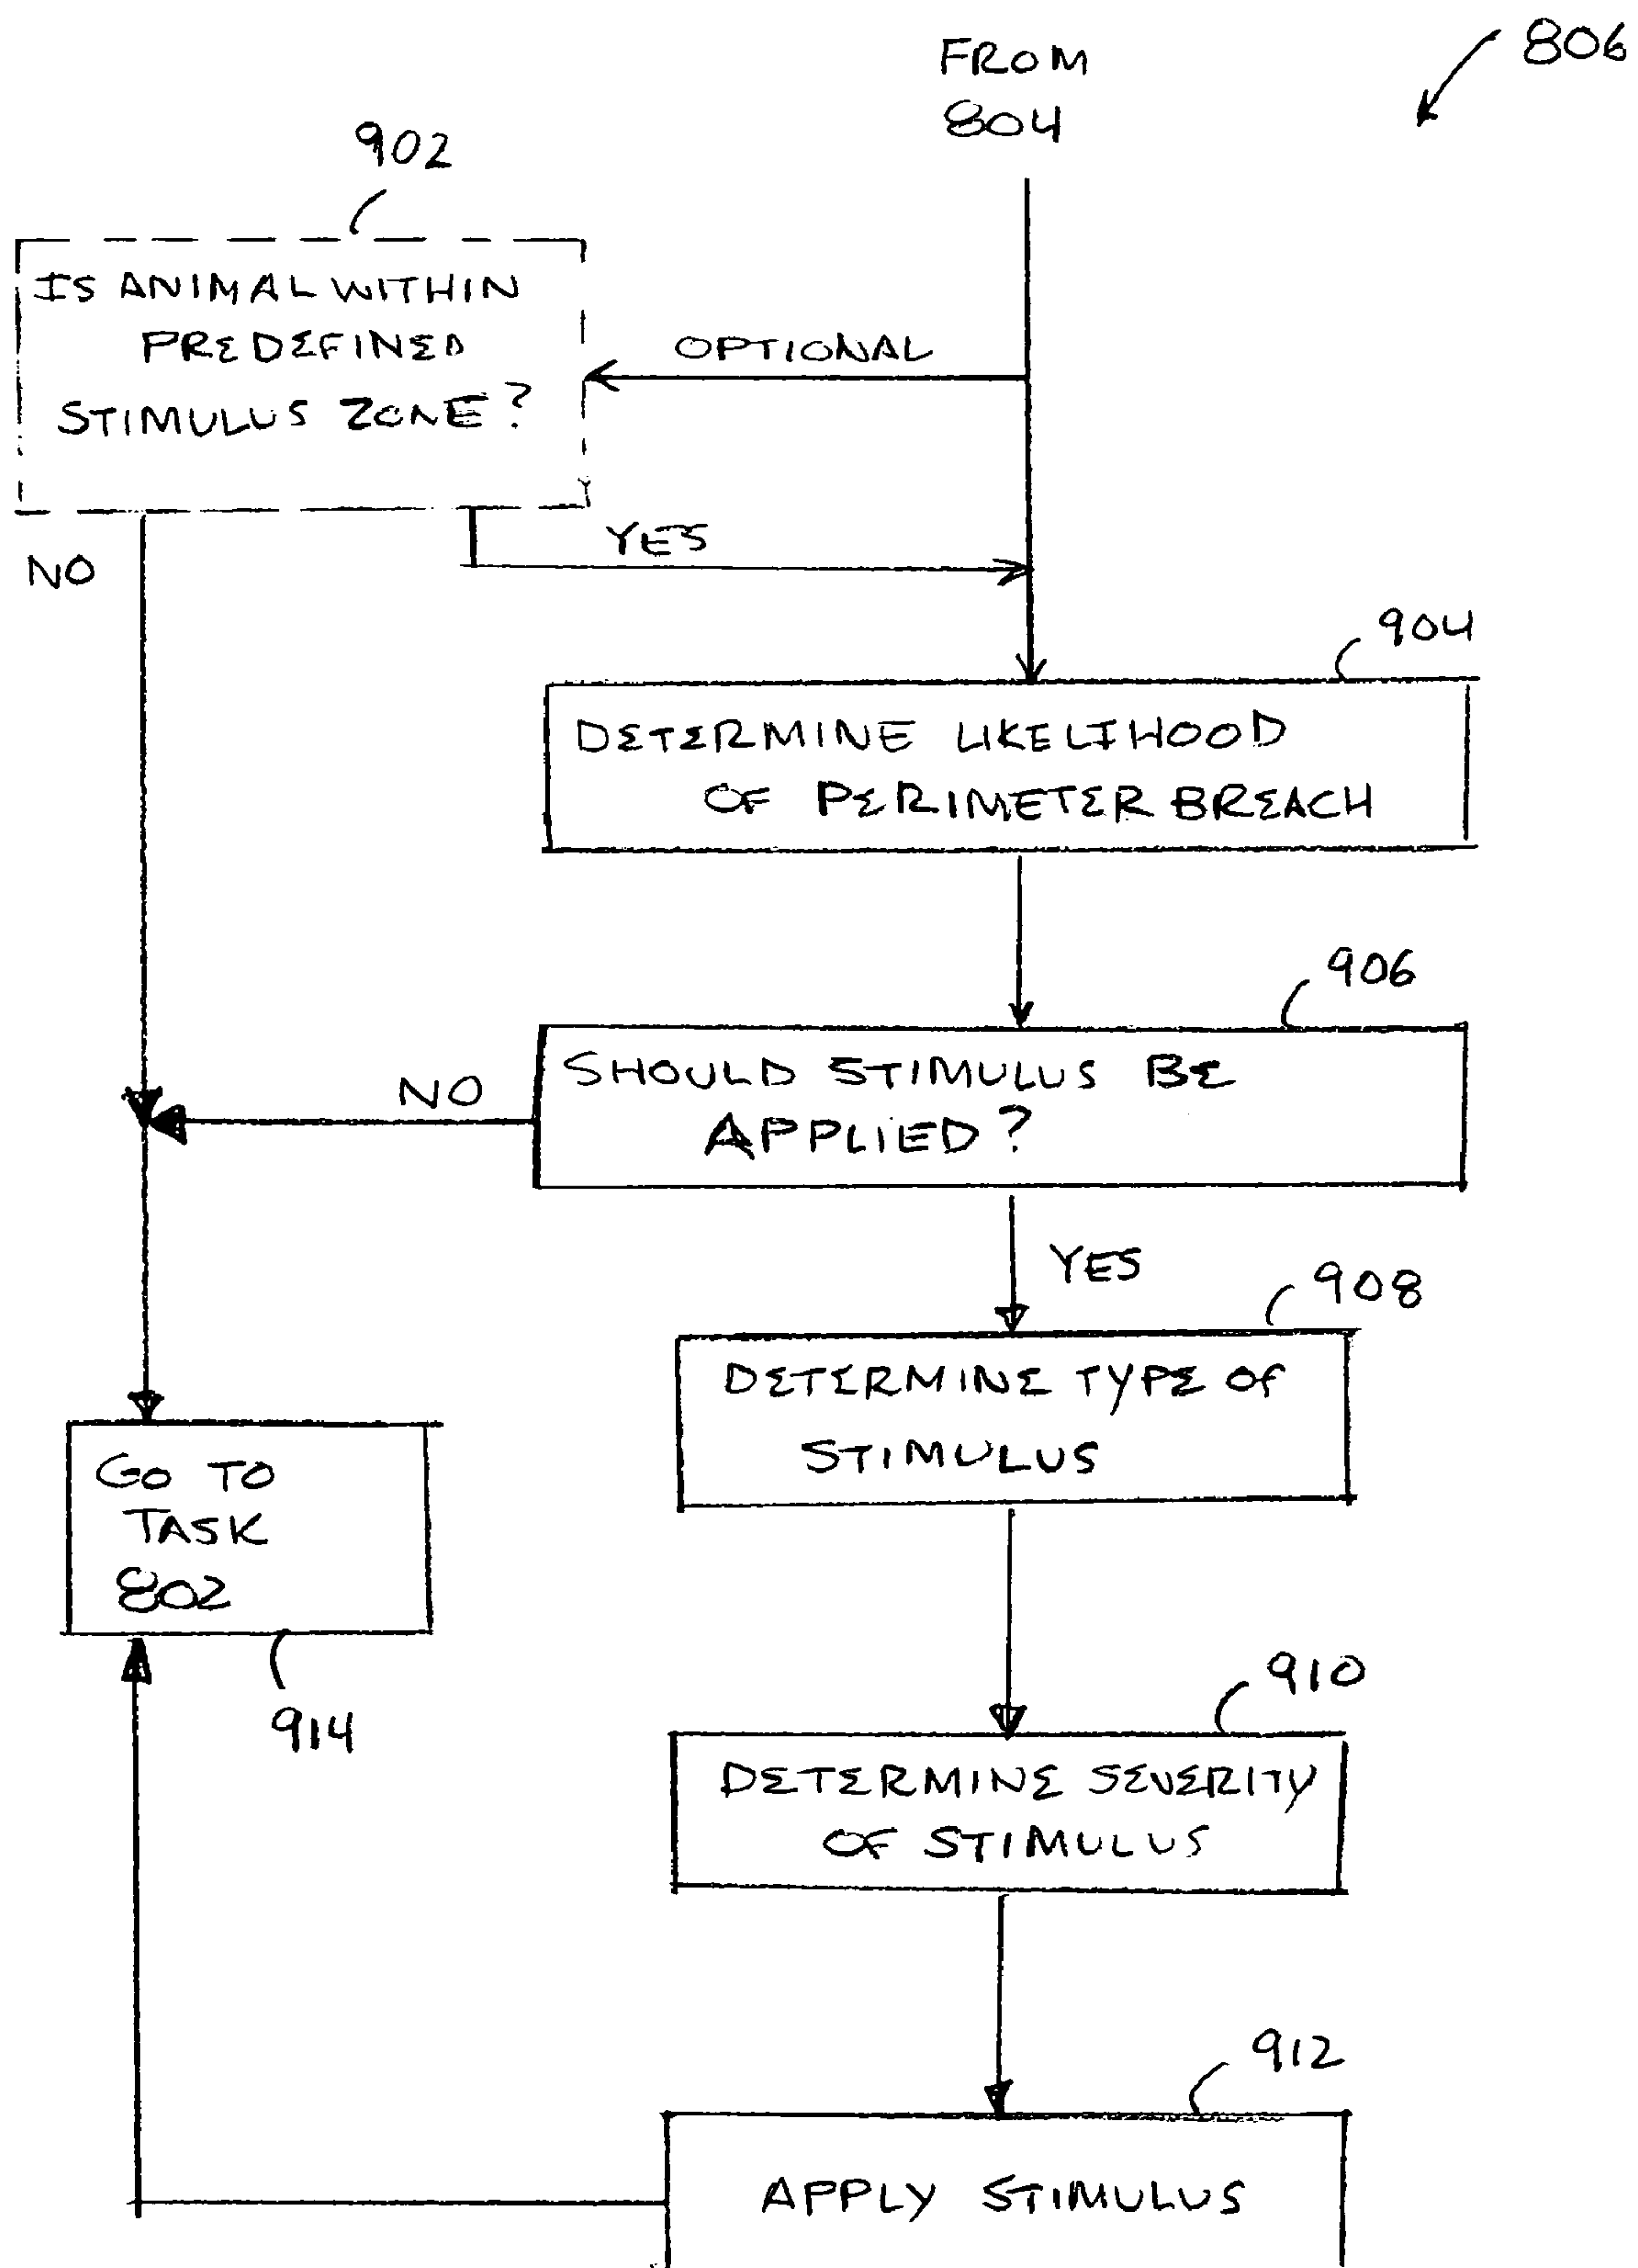 806
FROM
804
902
IS ANIMAL WITHIN
PREDEFINED
STIMULUS ZONE?
OPTIONAL
YES
NO
904
DETERMINE LIKELIHOOD
OF PERIMETER BREACH
906
SHOULD STIMULUS BE
APPLIED?
NO
YES
908
DETERMINE TYPE OF
STIMULUS
GO TO
TASK
802
914
910
DETERMINE SEVERITY
OF STIMULUS
912
APPLY STIMULUS